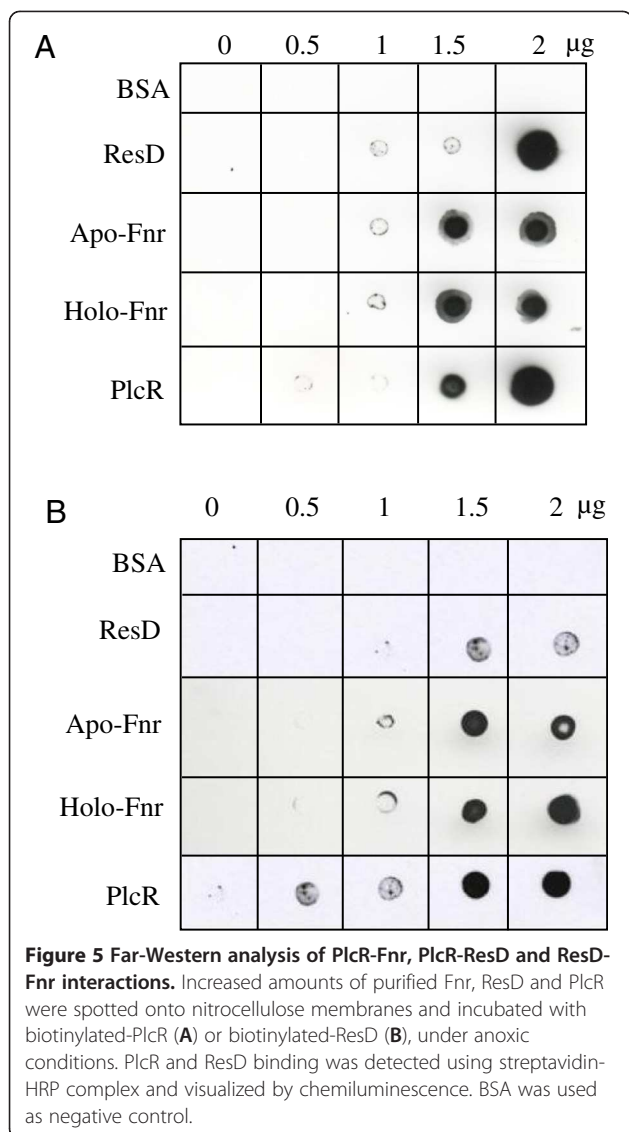 A
0 0.5 1 1.5 2 µg
BSA
ResD
Apo-Fnr
Holo-Fnr
PlcR
B
0 0.5 1 1.5 2 µg
BSA
ResD
Apo-Fnr
Holo-Fnr
PlcR
Figure 5 Far-Western analysis of PlcR-Fnr, PlcR-ResD and ResD-
Fnr interactions. Increased amounts of purified Fnr, ResD and PlcR
were spotted onto nitrocellulose membranes and incubated with
biotinylated-PlcR (A) or biotinylated-ResD (B), under anoxic
conditions. PlcR and ResD binding was detected using streptavidin-
HRP complex and visualized by chemiluminescence. BSA was used
as negative control.